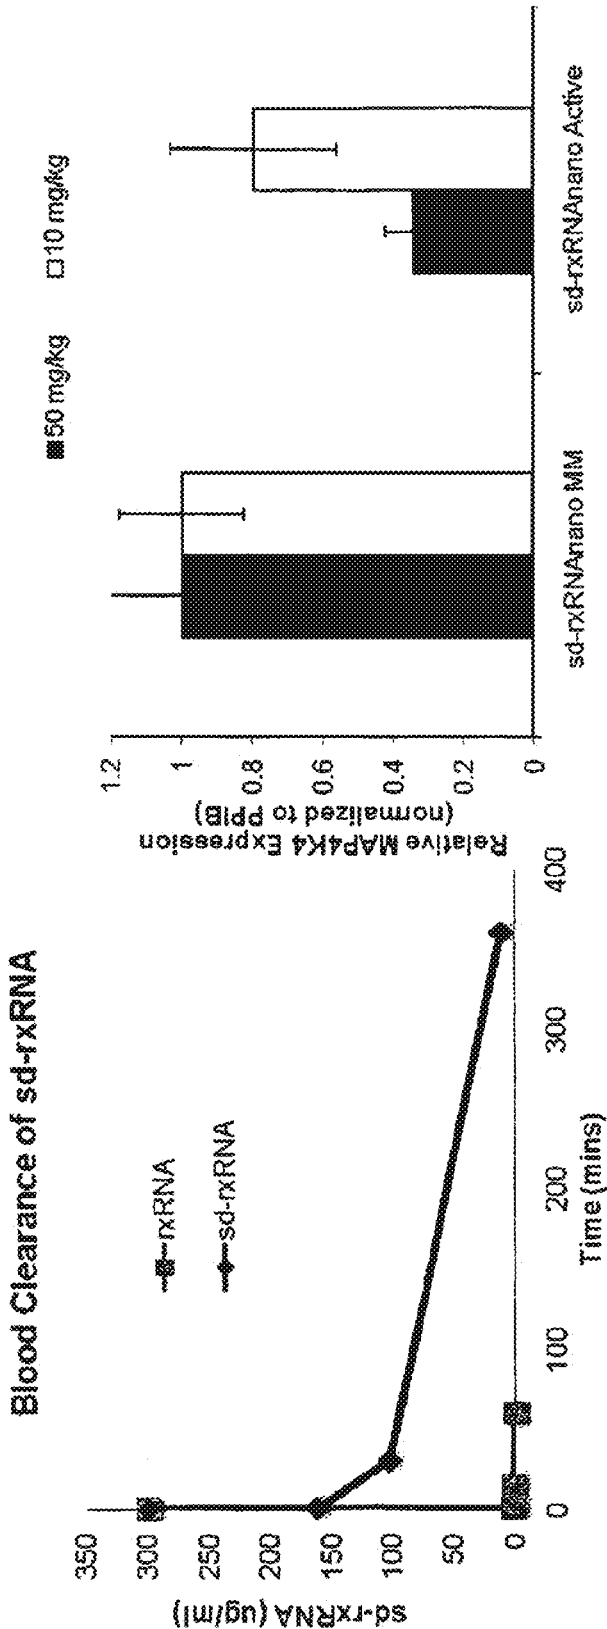 Blood Clearance of sd-rxRNA
sd-rxRNA (ug/ml)
350
300
250
200
150
100
50
0
rxRNA
sd-rxRNA
0
100
200
300
400
Time (mins)
50 mg/kg
10 mg/kg
Relative MAP4K4 Expression
(normalized to PPIB)
1.2
1
0.8
0.6
0.4
0.2
0
sd-rxRNAnano MM
sd-rxRNAnano Active